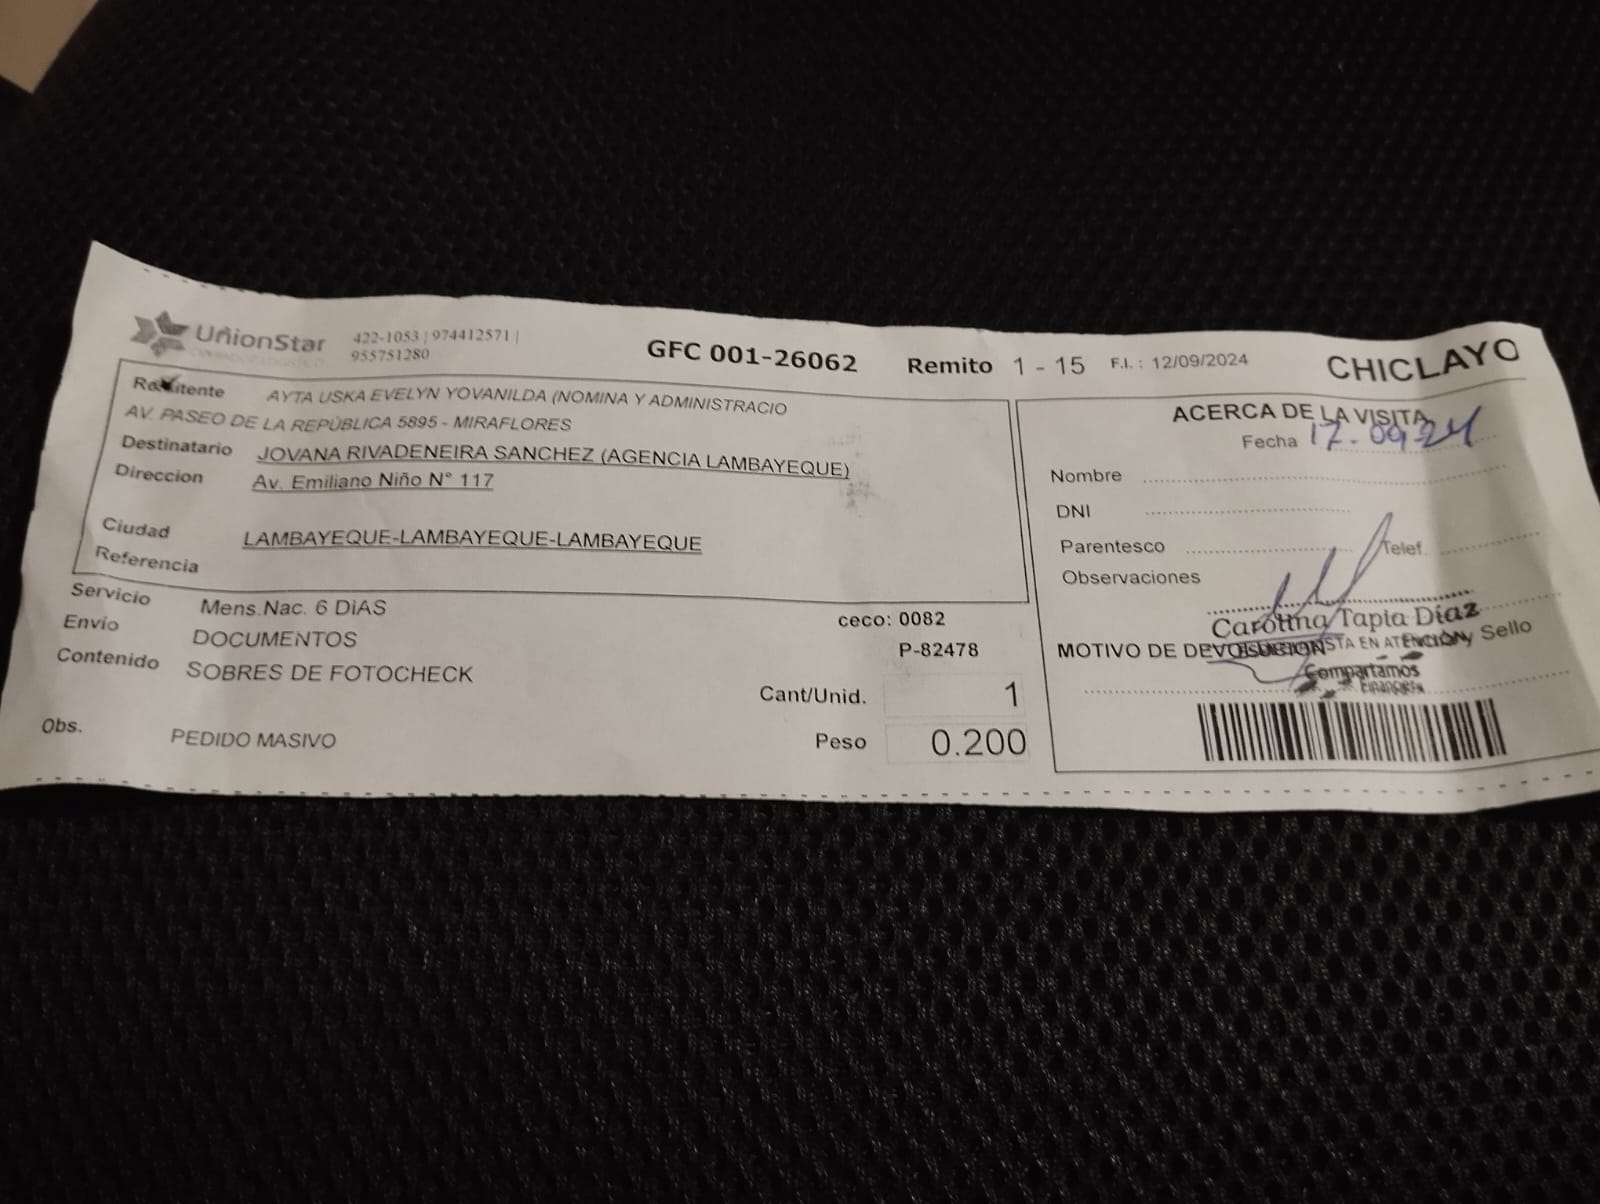 UñionStar 422-1053 | 974412571 |
955751280
GFC 001-26062 Remito 1 - 15 F.I. : 12/09/2024 CHICLAYO
Remitente AYTA USKA EVELYN YOVANILDA (NOMINA Y ADMINISTRACIO
AV. PASEO DE LA REPÚBLICA 5895 - MIRAFLORES
Destinatario JOVANA RIVADENEIRA SANCHEZ (AGENCIA LAMBAYEQUE)
Direccion Av. Emiliano Niño N° 117
Ciudad LAMBAYEQUE-LAMBAYEQUE-LAMBAYEQUE
Referencia
Servicio Mens.Nac. 6 DiAS
Envio DOCUMENTOS
Contenido SOBRES DE FOTOCHECK
ceco: 0082
P-82478
Cant/Unid. 1
Obs. PEDIDO MASIVO
Peso 0.200
ACERCA DE LA VISITA
Fecha 17-09-24
Nombre
DNI
Parentesco Telef.
Observaciones
Carolina Tapia Díaz
MOTIVO DE DEVOLUCION EN ATENCIÓN y Sello
Compartamos
Financiera